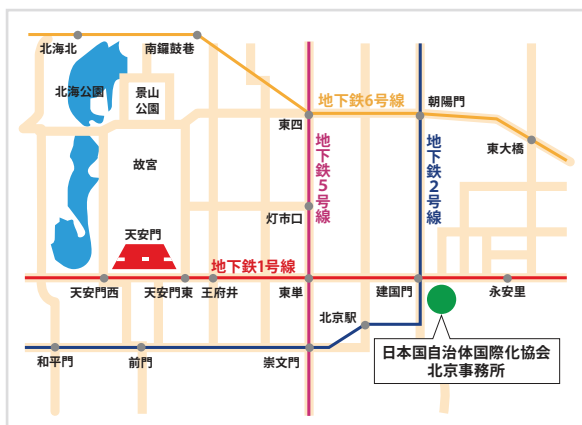 北海北
南鑼鼓巷
北海公園
景山
公園
地下鉄6号線
朝陽門
東四
東大橋
故宮
地下鉄5号線
地下鉄2号線
灯市口
天安門
地下鉄1号線
天安門西
天安門東
王府井
東単
建国門
永安里
北京駅
和平門
前門
崇文門
日本国自治体国際化協会
北京事務所